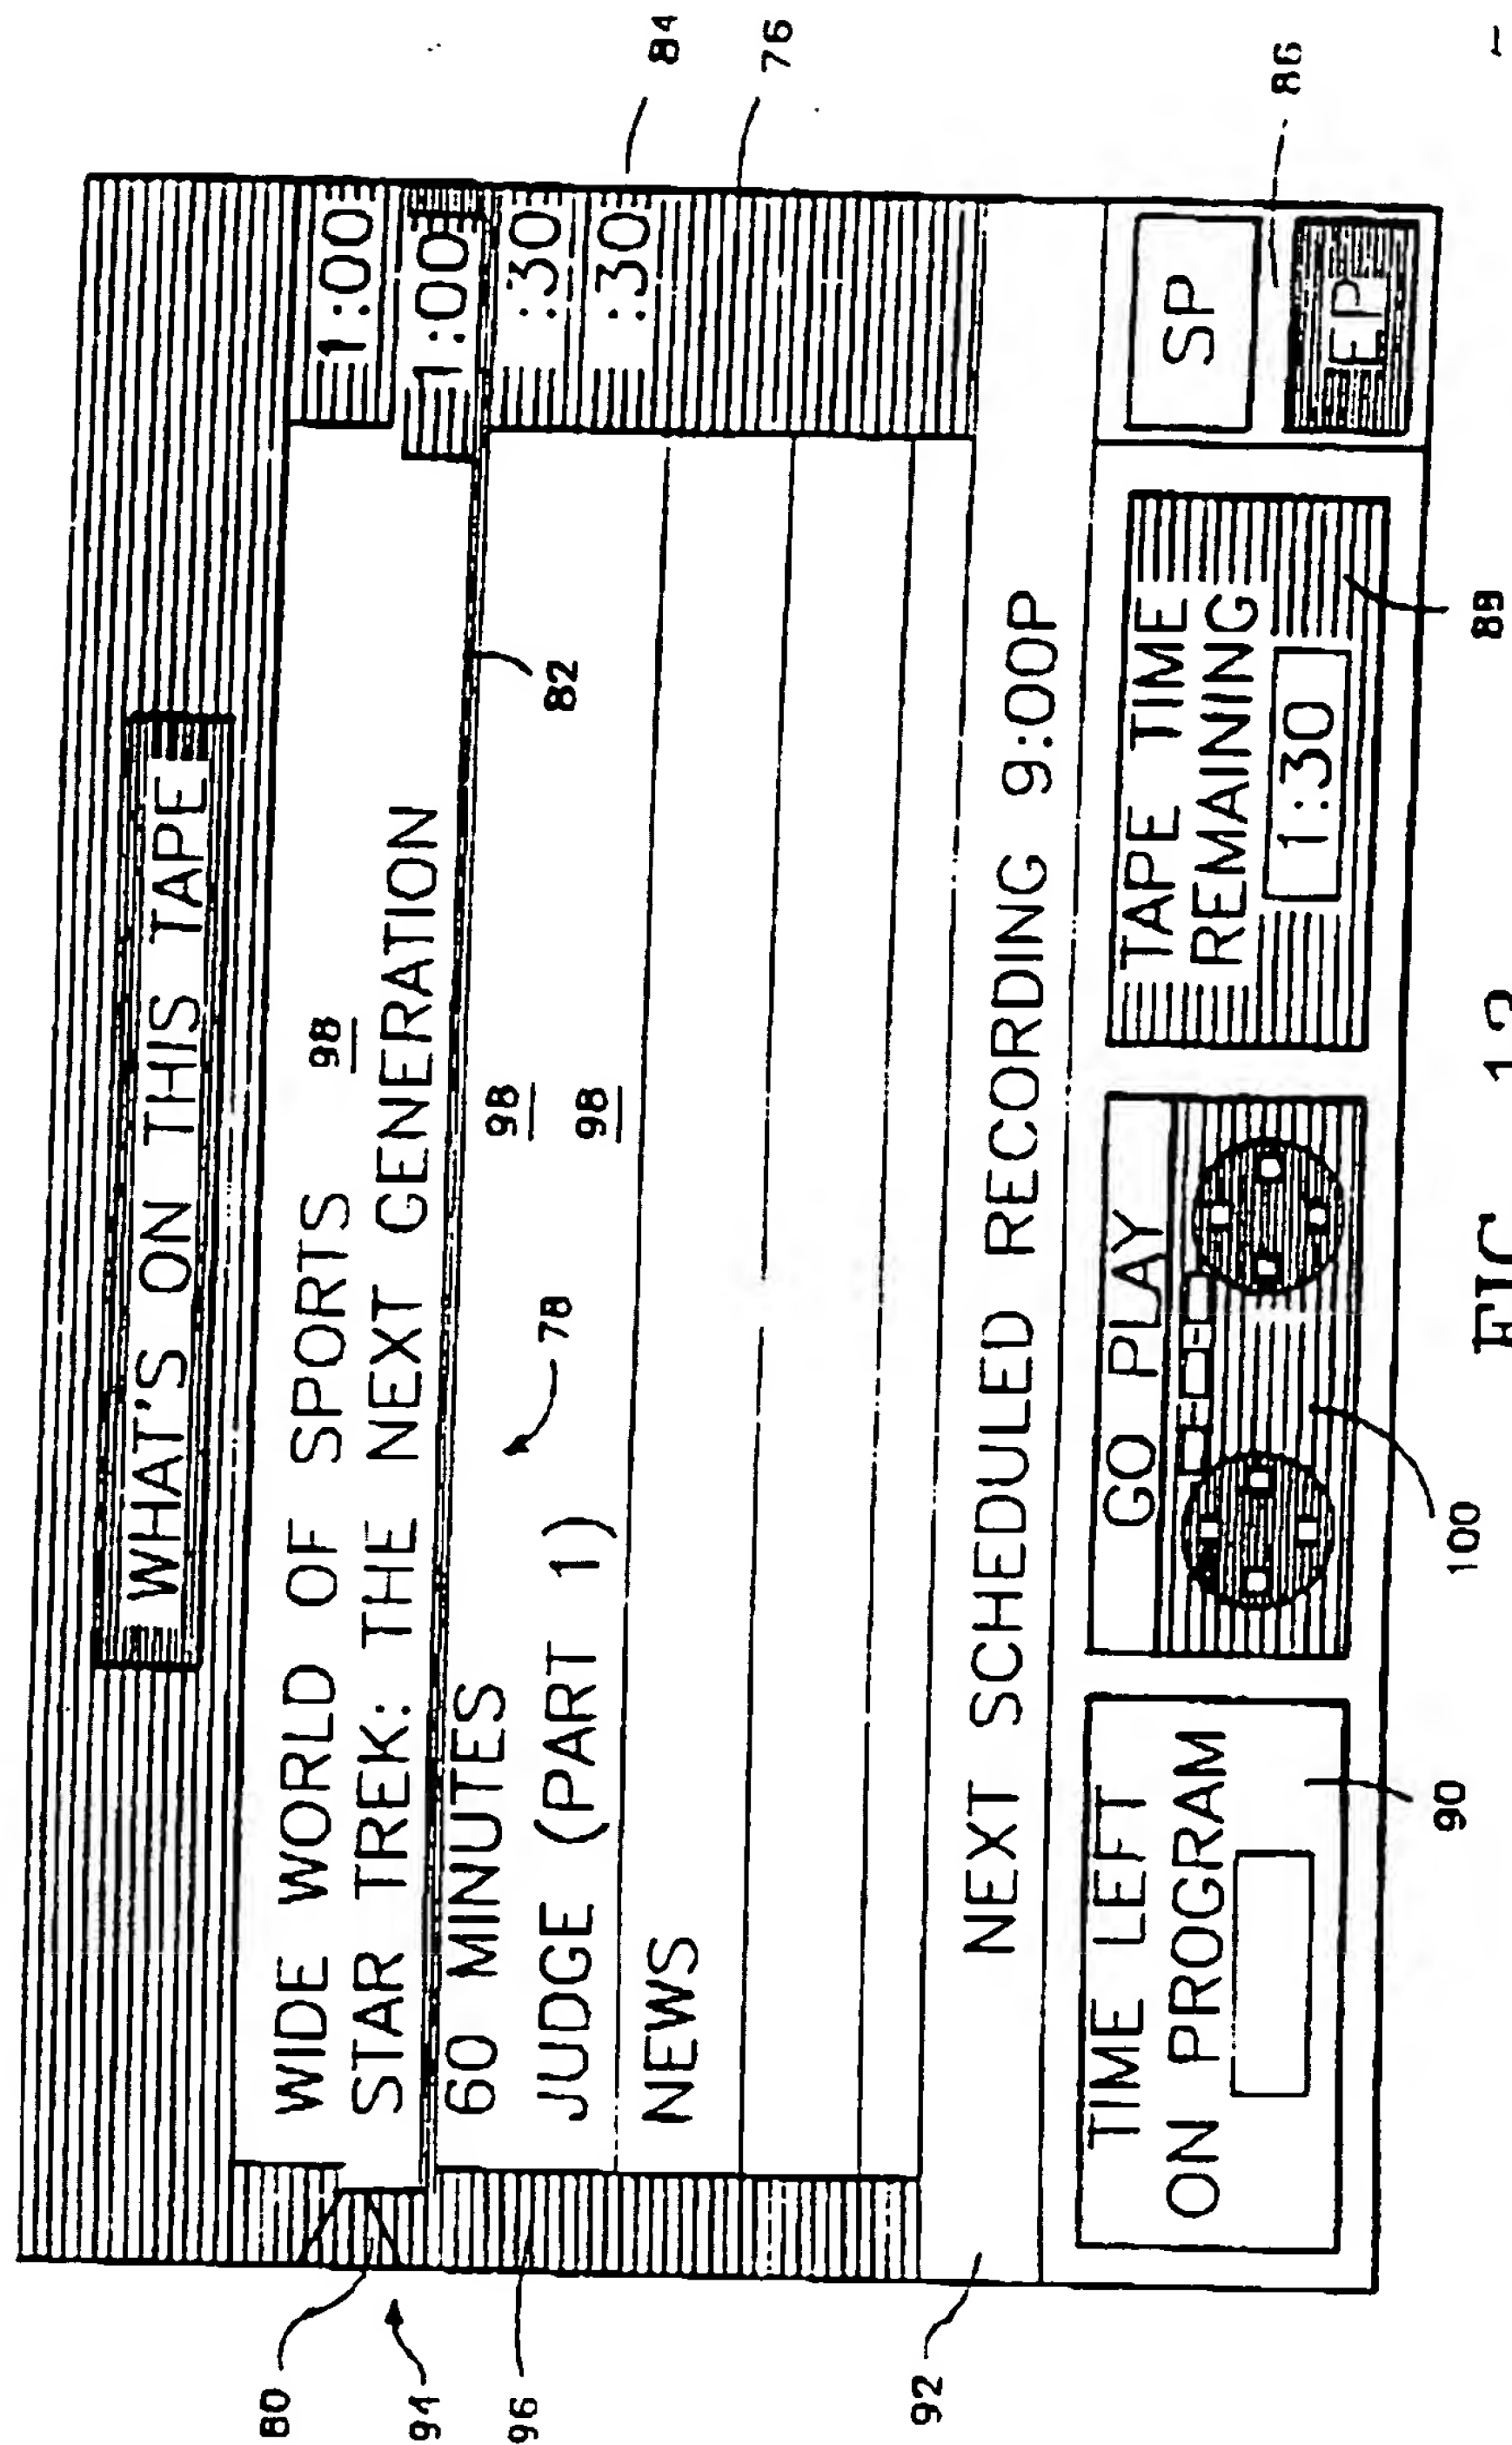 WHAT'S ON THIS TAPE
WIDE WORLD OF SPORTS
1:00
98
STAR TREK: THE NEXT GENERATION
1:00
60 MINUTES
:30
98
82
78
JUDGE (PART 1)
:30
98
NEWS
84
76
80
94
96
92
NEXT SCHEDULED RECORDING 9:00P
TIME LEFT
ON PROGRAM
GO PLAY
TAPE TIME
REMAINING
1:30
SP
EP
86
90
100
88
FIG. 13